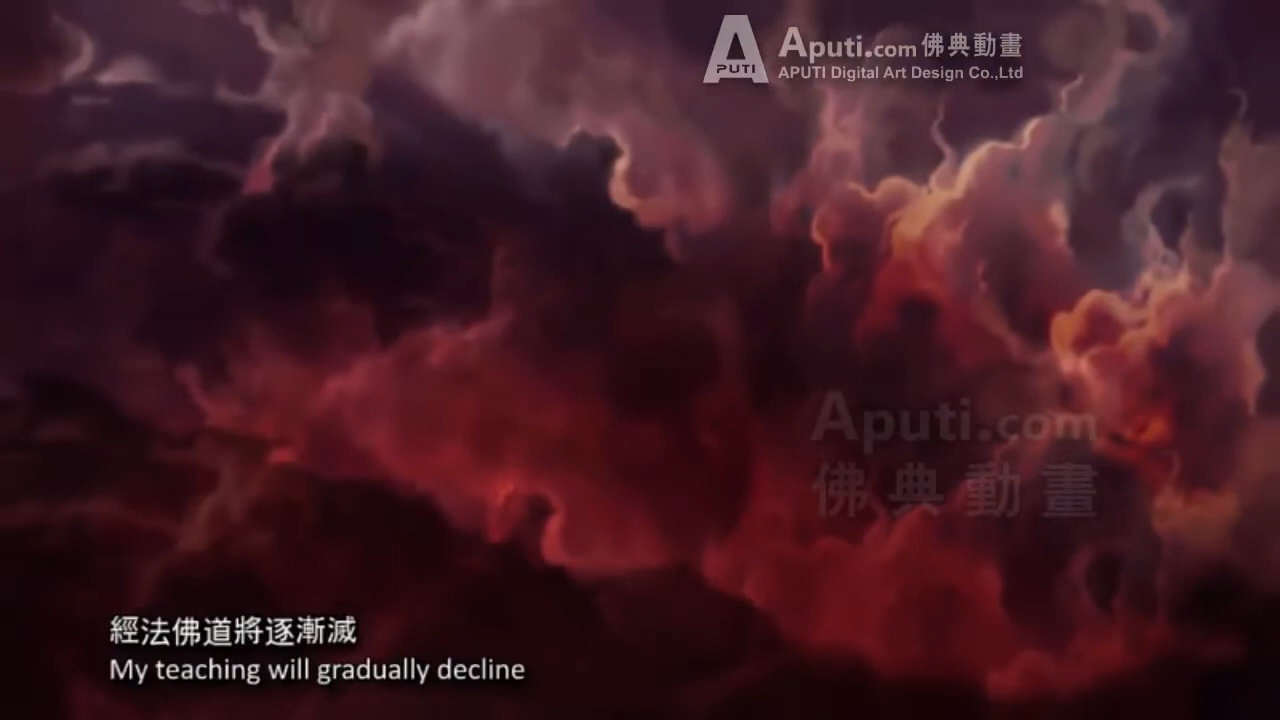 A
PUTI
Aputi.com 佛典動畫
APUTI Digital Art Design Co.,Ltd
Aputi.com
佛典動畫
經法佛道將逐漸滅
My teaching will gradually decline